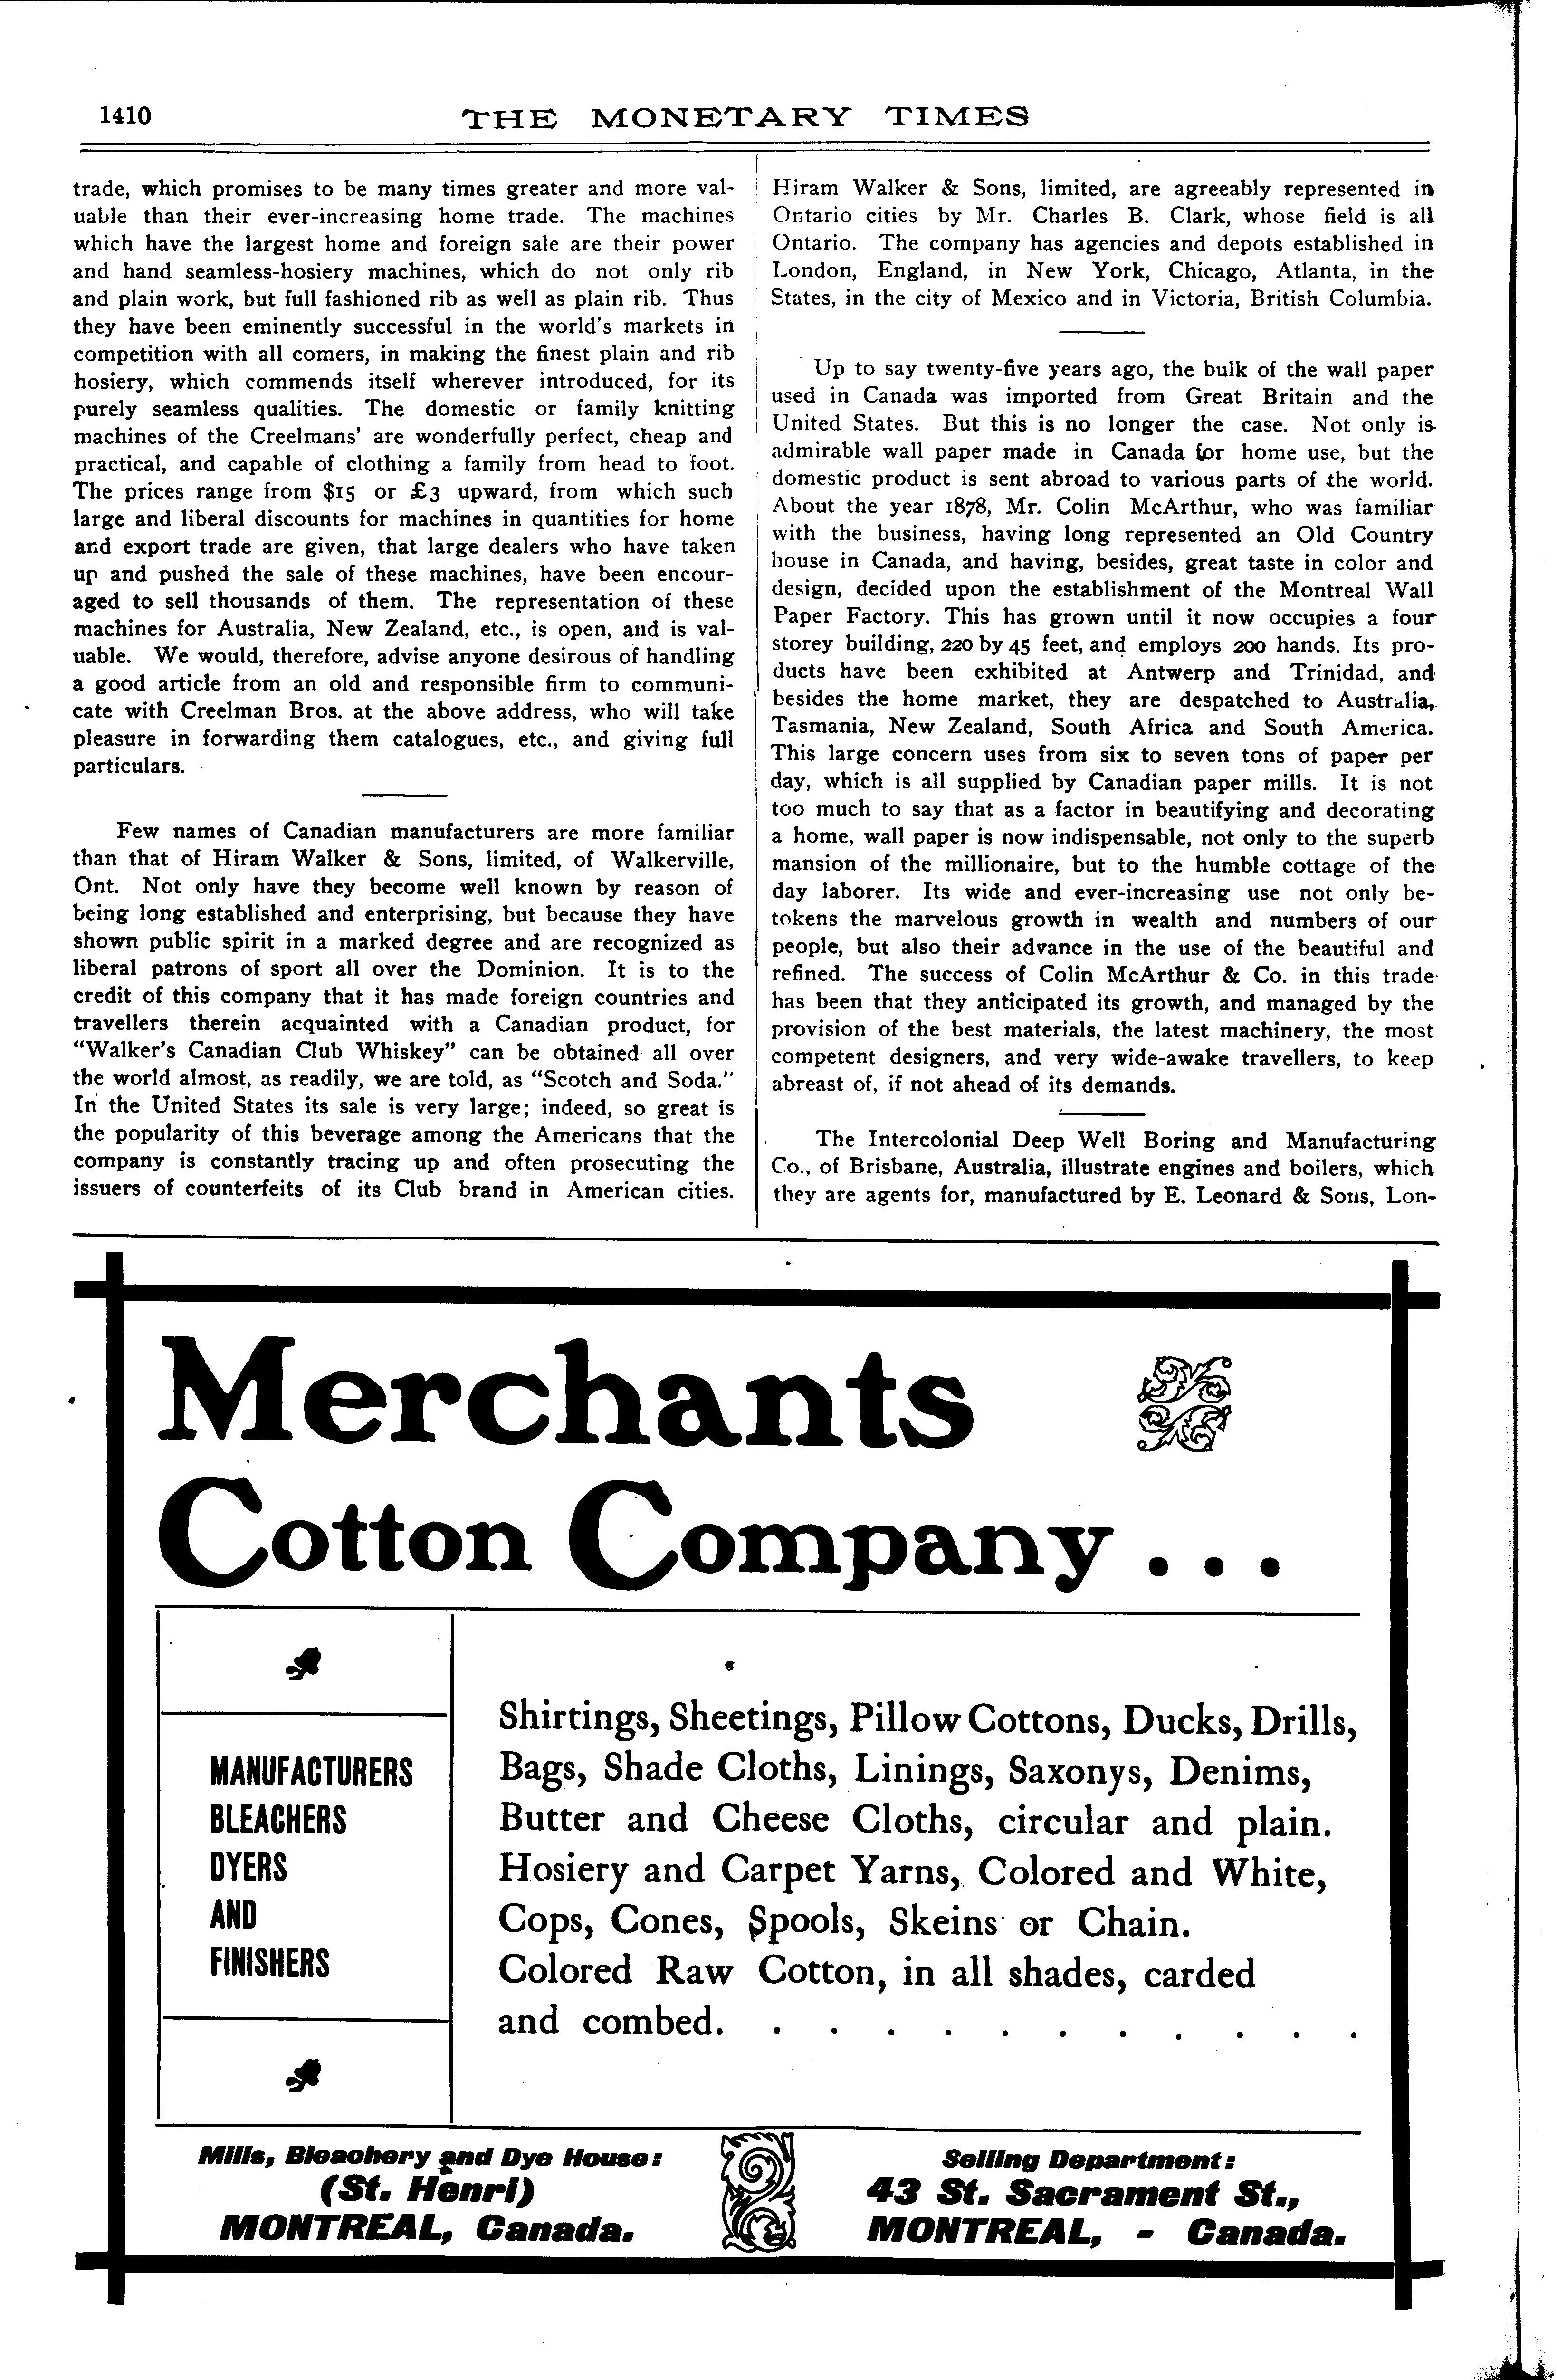 1410
THE MONETARY TIMES
trade, which promises to be many times greater and more val-
uable than their ever-increasing home trade. The machines
which have the largest home and foreign sale are their power
and hand seamless-hosiery machines, which do not only rib
and plain work, but full fashioned rib as well as plain rib. Thus
they have been eminently successful in the world's markets in
competition with all comers, in making the finest plain and rib
hosiery, which commends itself wherever introduced, for its
purely seamless qualities. The domestic or family knitting
machines of the Creelmans' are wonderfully perfect, cheap and
practical, and capable of clothing a family from head to foot.
The prices range from $15 or £3 upward, from which such
large and liberal discounts for machines in quantities for home
and export trade are given, that large dealers who have taken
up and pushed the sale of these machines, have been encour-
aged to sell thousands of them. The representation of these
machines for Australia, New Zealand, etc., is open, and is val-
uable. We would, therefore, advise anyone desirous of handling
a good article from an old and responsible firm to communi-
cate with Creelman Bros. at the above address, who will take
pleasure in forwarding them catalogues, etc., and giving full
particulars.
Few names of Canadian manufacturers are more familiar
than that of Hiram Walker & Sons, limited, of Walkerville,
Ont. Not only have they become well known by reason of
being long established and enterprising, but because they have
shown public spirit in a marked degree and are recognized as
liberal patrons of sport all over the Dominion. It is to the
credit of this company that it has made foreign countries and
travellers therein acquainted with a Canadian product, for
"Walker's Canadian Club Whiskey" can be obtained all over
the world almost, as readily, we are told, as "Scotch and Soda."
In the United States its sale is very large; indeed, so great is
the popularity of this beverage among the Americans that the
company is constantly tracing up and often prosecuting the
issuers of counterfeits of its Club brand in American cities.
Hiram Walker & Sons, limited, are agreeably represented in
Ontario cities by Mr. Charles B. Clark, whose field is all
Ontario. The company has agencies and depots established in
London, England, in New York, Chicago, Atlanta, in the
States, in the city of Mexico and in Victoria, British Columbia.
Up to say twenty-five years ago, the bulk of the wall paper
used in Canada was imported from Great Britain and the
United States. But this is no longer the case. Not only is
admirable wall paper made in Canada for home use, but the
domestic product is sent abroad to various parts of the world.
About the year 1878, Mr. Colin McArthur, who was familiar
with the business, having long represented an Old Country
house in Canada, and having, besides, great taste in color and
design, decided upon the establishment of the Montreal Wall
Paper Factory. This has grown until it now occupies a four
storey building, 220 by 45 feet, and employs 200 hands. Its pro-
ducts have been exhibited at Antwerp and Trinidad, and
besides the home market, they are despatched to Australia,
Tasmania, New Zealand, South Africa and South America.
This large concern uses from six to seven tons of paper per
day, which is all supplied by Canadian paper mills. It is not
too much to say that as a factor in beautifying and decorating
a home, wall paper is now indispensable, not only to the superb
mansion of the millionaire, but to the humble cottage of the
day laborer. Its wide and ever-increasing use not only be-
tokens the marvelous growth in wealth and numbers of our
people, but also their advance in the use of the beautiful and
refined. The success of Colin McArthur & Co. in this trade
has been that they anticipated its growth, and managed by the
provision of the best materials, the latest machinery, the most
competent designers, and very wide-awake travellers, to keep
abreast of, if not ahead of its demands.
The Intercolonial Deep Well Boring and Manufacturing
Co., of Brisbane, Australia, illustrate engines and boilers, which
they are agents for, manufactured by E. Leonard & Sons, Lon-
Merchants
Cotton Company . . .
MANUFACTURERS
BLEACHERS
DYERS
AND
FINISHERS
Shirtings, Sheetings, Pillow Cottons, Ducks, Drills,
Bags, Shade Cloths, Linings, Saxonys, Denims,
Butter and Cheese Cloths, circular and plain.
Hosiery and Carpet Yarns, Colored and White,
Cops, Cones, Spools, Skeins or Chain.
Colored Raw Cotton, in all shades, carded
and combed. . . . . . . . . . . .
Mills, Bleachery and Dye House:
(St. Henri)
MONTREAL, Canada.
Selling Department:
43 St. Sacrament St.,
MONTREAL, - Canada.